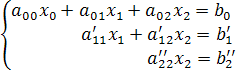 a₀₀x₀ + a₀₁x₁ + a₀₂x₂ = b₀
a′₁₁x₁ + a′₁₂x₂ = b′₁
a″₂₂x₂ = b″₂